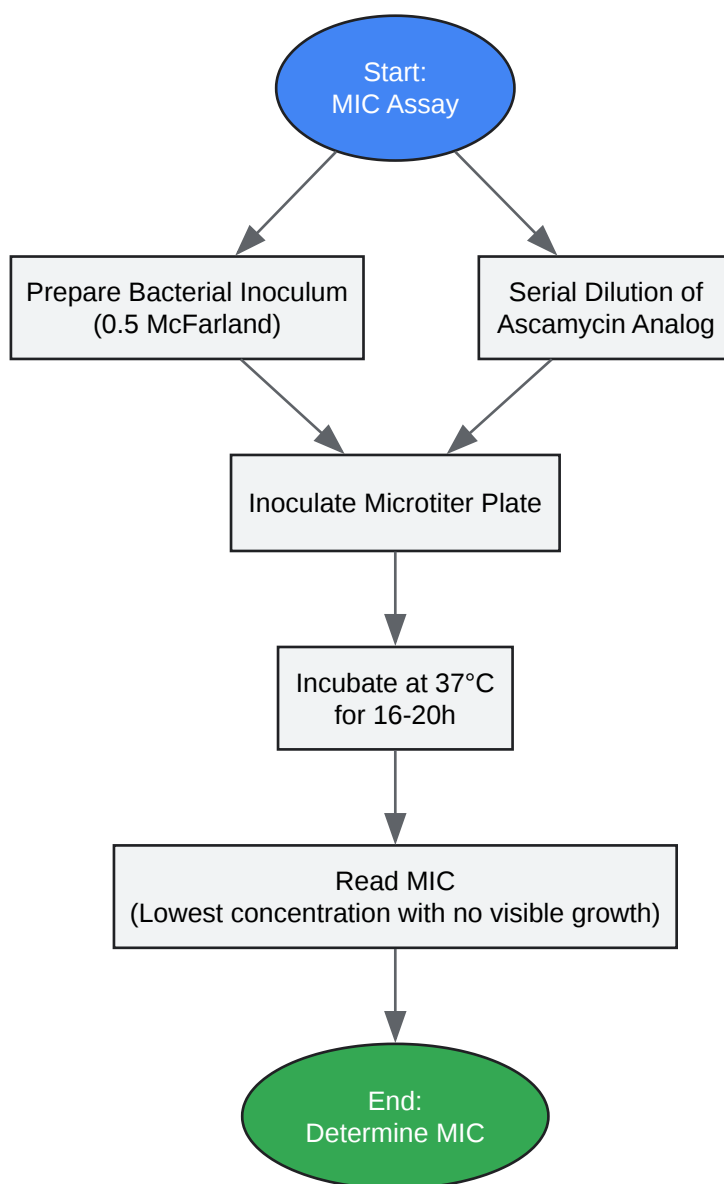 Start:
MIC Assay
Prepare Bacterial Inoculum
(0.5 McFarland)
Serial Dilution of
Ascamycin Analog
Inoculate Microtiter Plate
Incubate at 37°C
for 16-20h
Read MIC
(Lowest concentration with no visible growth)
End:
Determine MIC